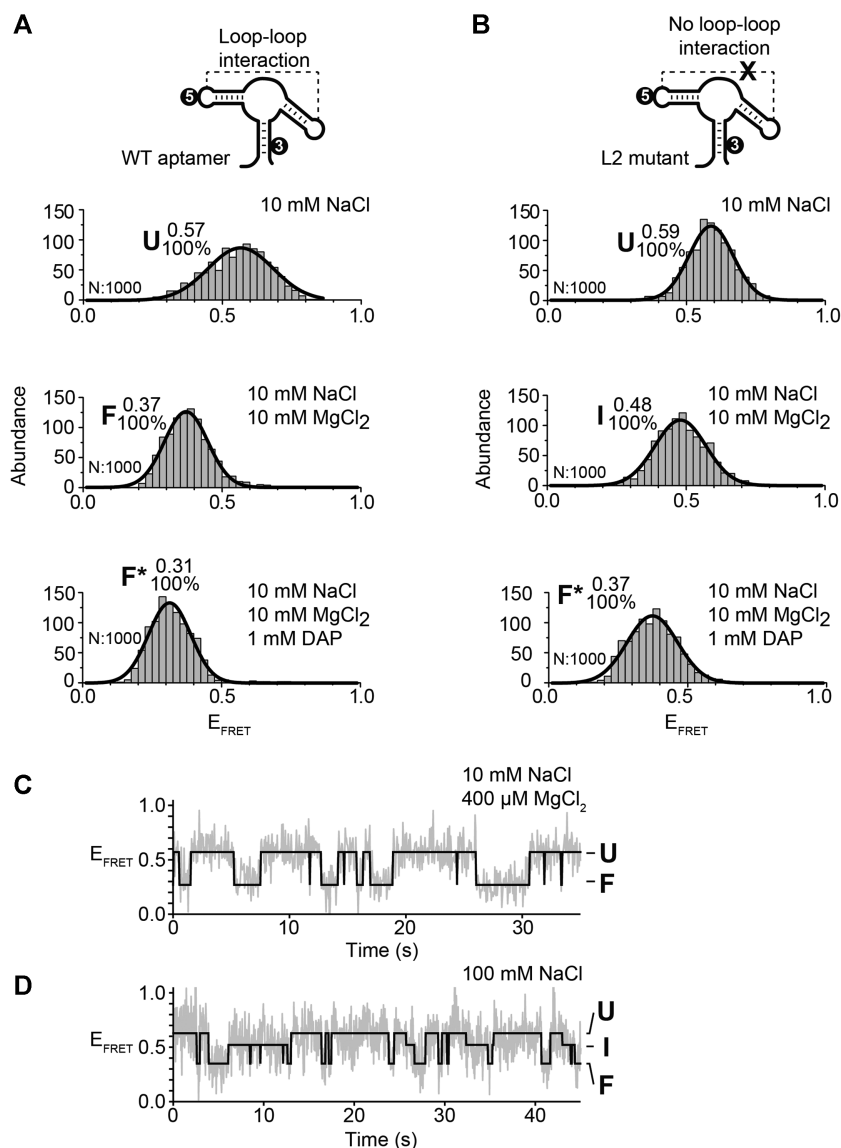 A
Loop-loop
interaction
5
3
WT aptamer
150
100
50
0
U 0.57
100%
10 mM NaCl
N:1000
0.0 0.5 1.0
Abundance
150
100
50
0
F 0.37
100%
10 mM NaCl
10 mM MgCl2
N:1000
0.0 0.5 1.0
150
100
50
0
F* 0.31
100%
10 mM NaCl
10 mM MgCl2
1 mM DAP
N:1000
0.0 0.5 1.0
EFRET
B
No loop-loop
interaction
X
5
3
L2 mutant
150
100
50
0
U 0.59
100%
10 mM NaCl
N:1000
0.0 0.5 1.0
Abundance
150
100
50
0
I 0.48
100%
10 mM NaCl
10 mM MgCl2
N:1000
0.0 0.5 1.0
150
100
50
0
F* 0.37
100%
10 mM NaCl
10 mM MgCl2
1 mM DAP
N:1000
0.0 0.5 1.0
EFRET
C
10 mM NaCl
400 µM MgCl2
1.0
EFRET 0.5
0.0
U
F
0 10 20 30
Time (s)
D
100 mM NaCl
1.0
EFRET 0.5
0.0
U
I
F
0 10 20 30 40
Time (s)